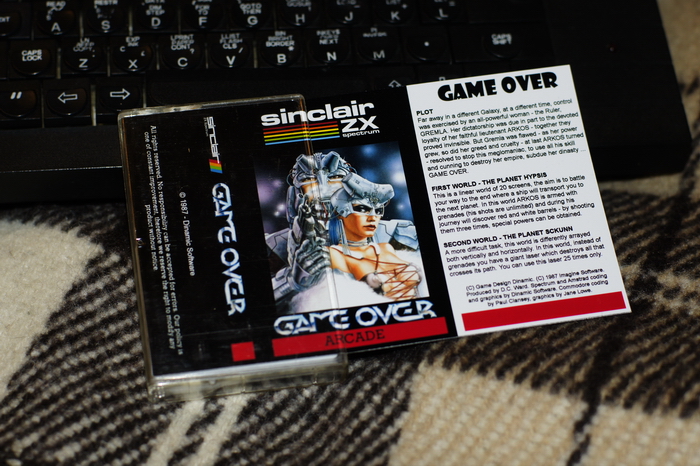 CAPS LOCK
Z
X
C
V
B
N
M
CAPS SHIFT
A
S
D
F
G
H
J
K
L
All rights reserved. No responsibility can be accepted for errors. Our policy is
one of constant improvement, therefore we reserve the right to modify any
product without notice.
© 1987 - Dinamic Software
sinclair
GAME OVER
sinclair
ZX
spectrum
GAME OVER
ARCADE
GAME OVER
PLOT
Far away in a different Galaxy, at a different time, control
was exercised by an all-powerful woman - the Ruler,
GREMLA. Her dictatorship was due in part to the devoted
loyalty of her faithful lieutenant ARKOS - together they
proved invincible. But Gremla was flawed - as her power
grew, so did her greed and cruelty - at last ARKOS turned
- resolved to stop this meglomaniac, to use all his skill
and cunning to destroy her empire, subdue her dinasty ...
GAME OVER.
FIRST WORLD - THE PLANET HYPSIS
This is a linear world of 20 screens, the aim is to battle
your way to the end where a ship will transport you to
the next planet. In this world ARKOS is armed with
grenades (his shots are unlimited) and during his
journey will discover red and white barrels - by shooting
them three times, special powers can be obtained.
SECOND WORLD - THE PLANET SCKUNN
A more difficult task, this world is differently arrayed
both vertically and horizontally. In this world, instead of
grenades you have a giant laser which destroys all that
crosses its path. You can use this laser 25 times only.
(C) Game Design Dinamic. (C) 1987 Imagine Software.
Produced by D.C. Ward. Spectrum and Amstrad coding
and graphics by Dinamic Software. Commodore coding
by Paul Clansey, graphics by Jane Lowe.